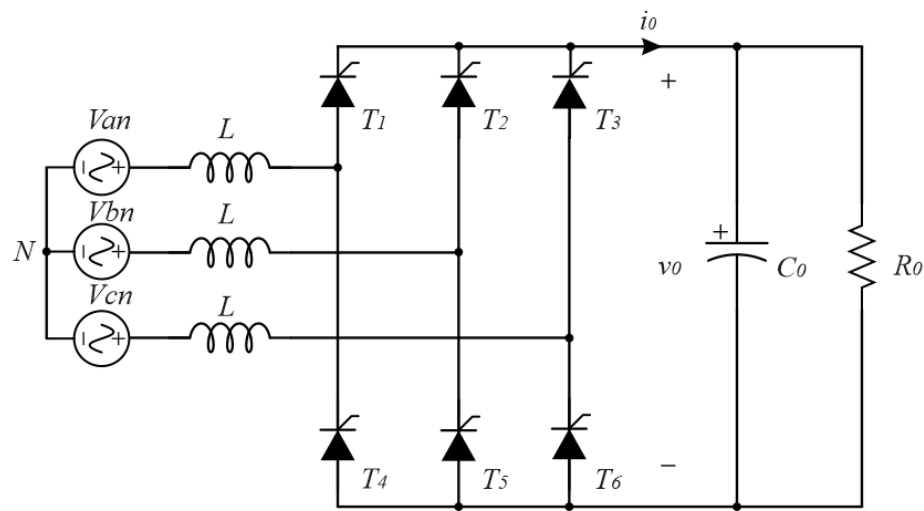 i0
+
T1 T2 T3
Van
L
Vbn
L
N
Vcn
L
+
v0 C0 R0
T4 T5 T6
−